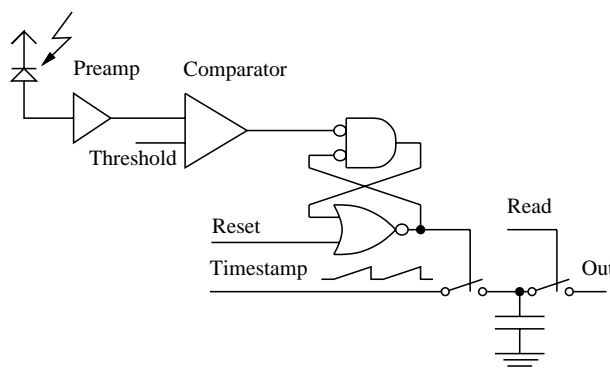 Preamp
Comparator
Threshold
Reset
Read
Timestamp
Out